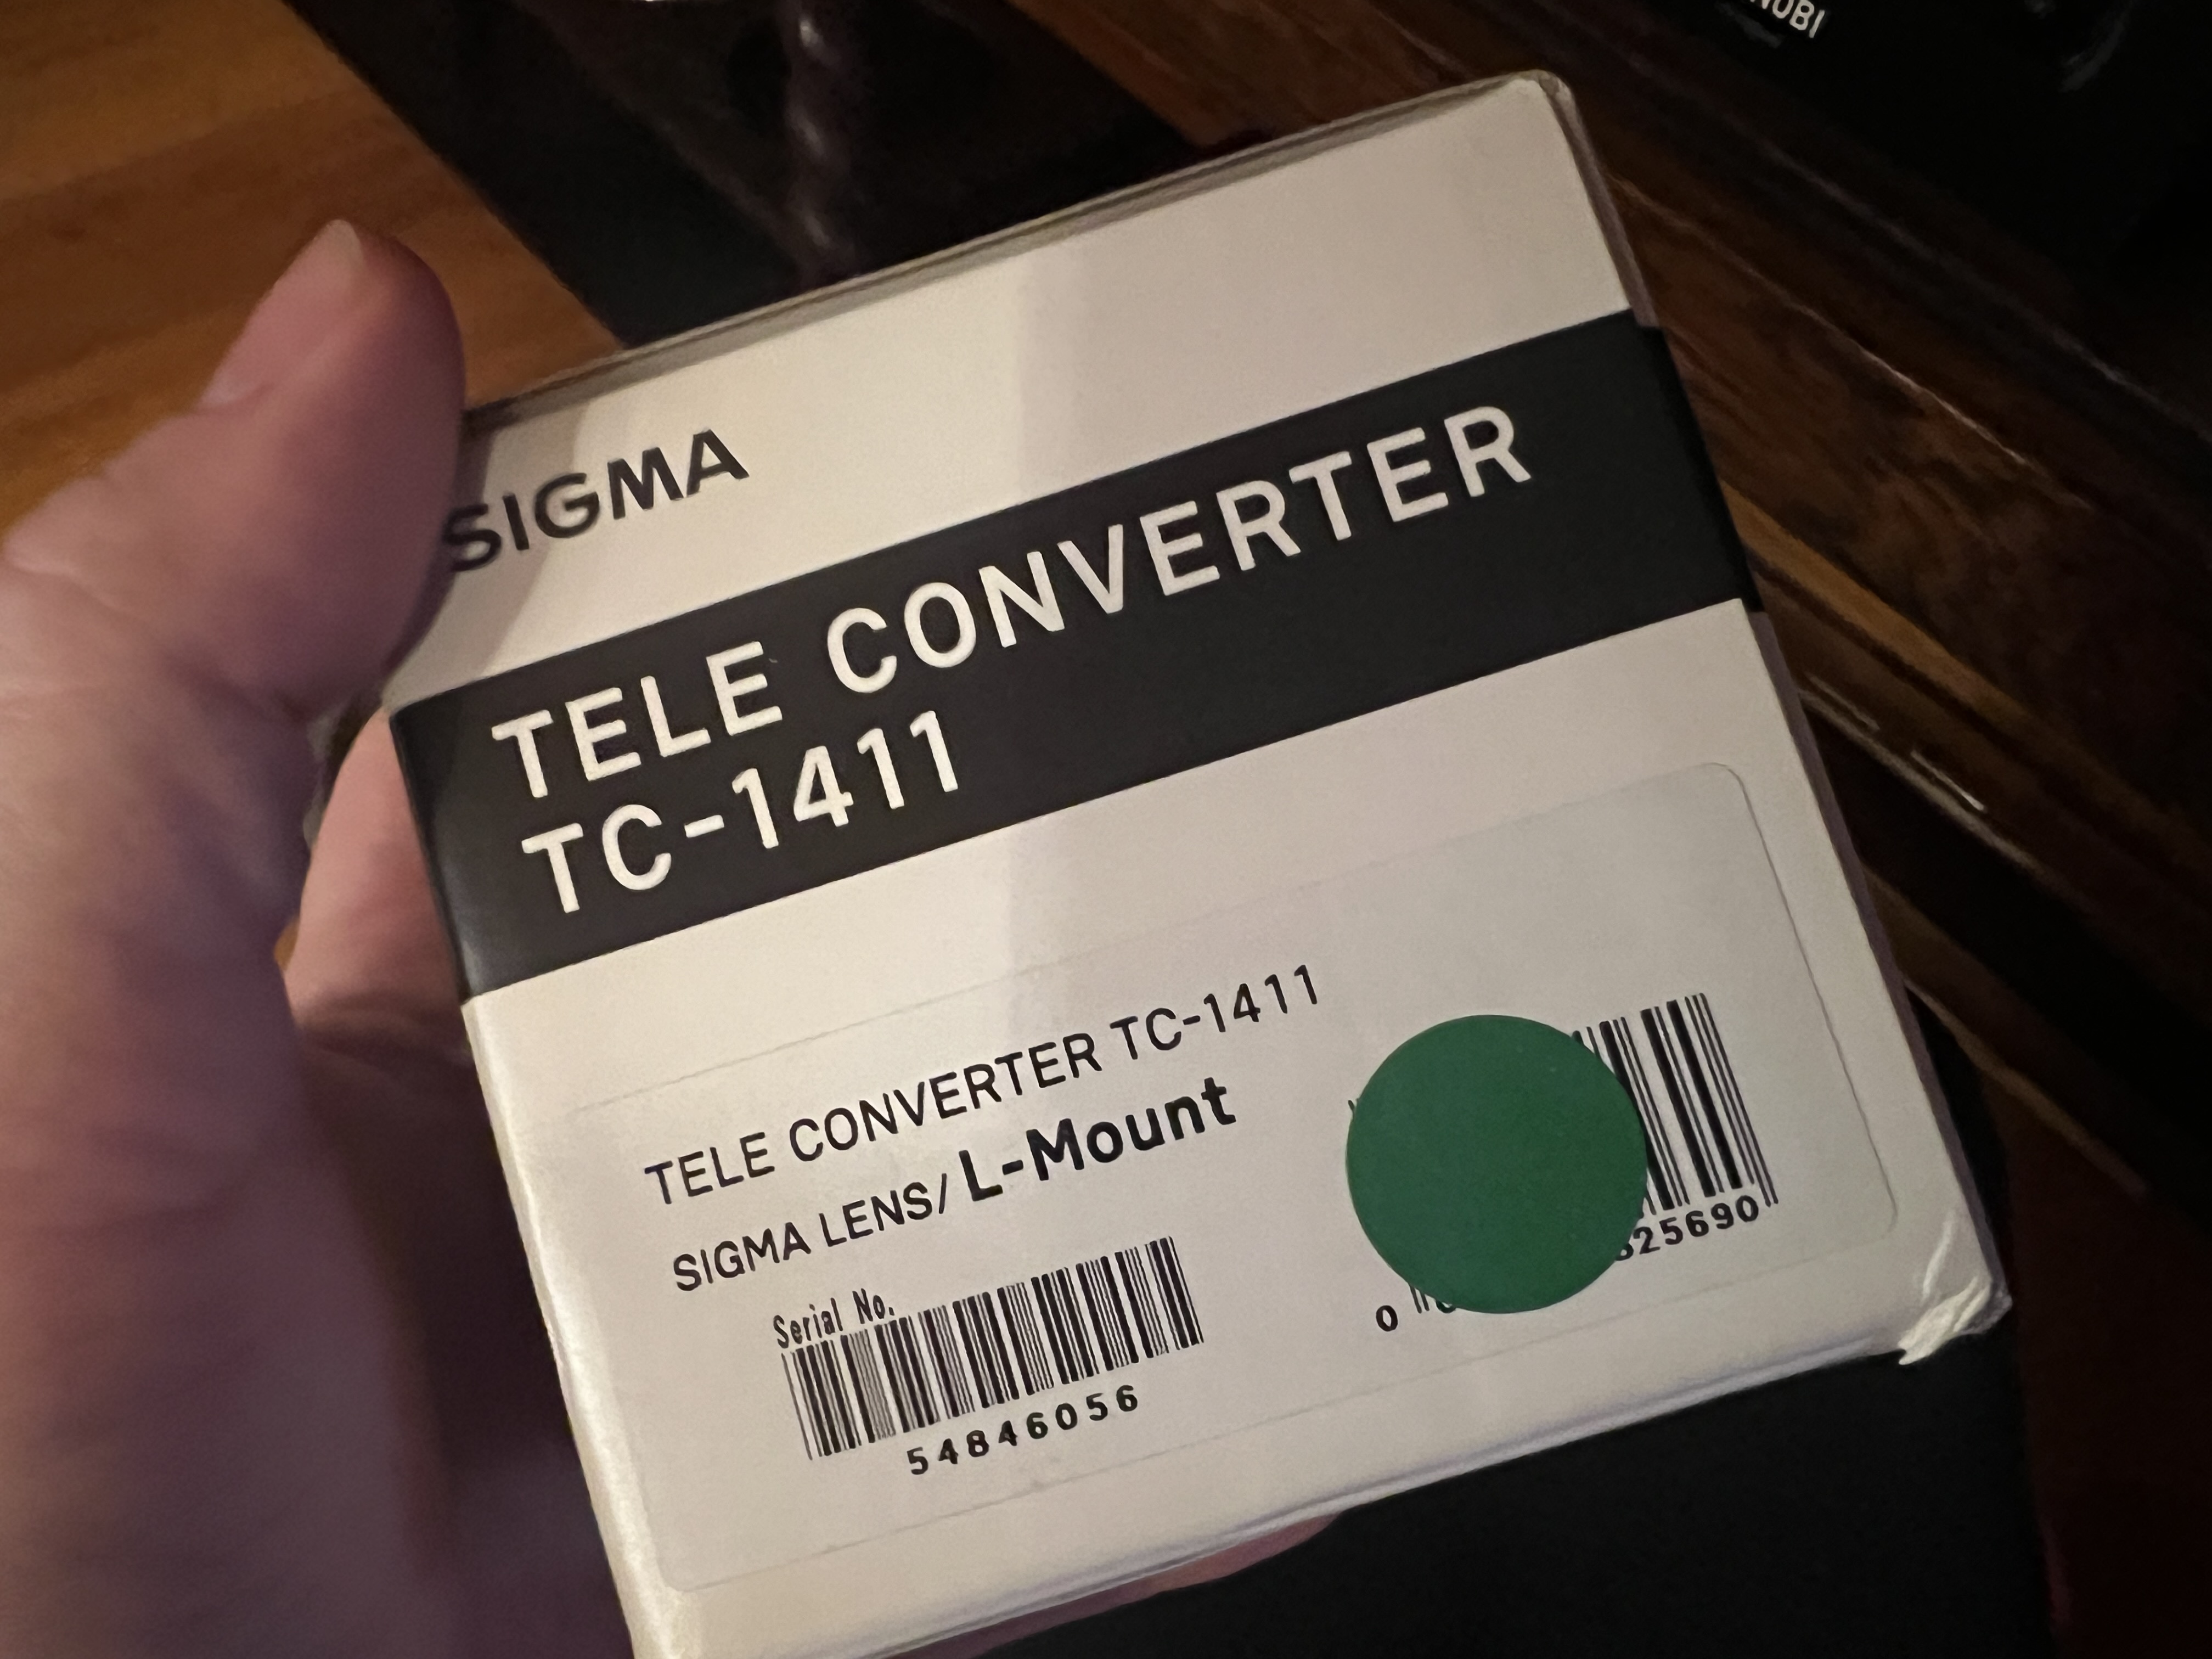 SIGMA
TELE CONVERTER
TC-1411
TELE CONVERTER TC-1411
SIGMA LENS/ L-Mount
Serial No.
54846056
0
25690